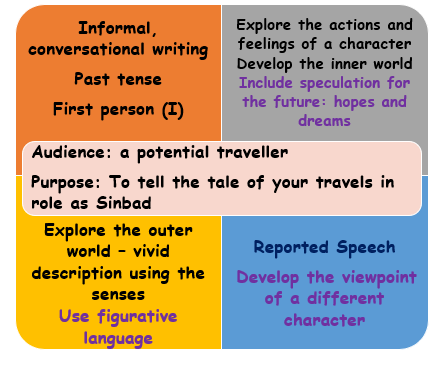 Informal,
conversational writing
Past tense
First person (I)
Explore the actions and
feelings of a character
Develop the inner world
Include speculation for
the future: hopes and
dreams
Audience: a potential traveller
Purpose: To tell the tale of your travels in
role as Sinbad
Explore the outer
world – vivid
description using the
senses
Use figurative
language
Reported Speech
Develop the viewpoint
of a different
character